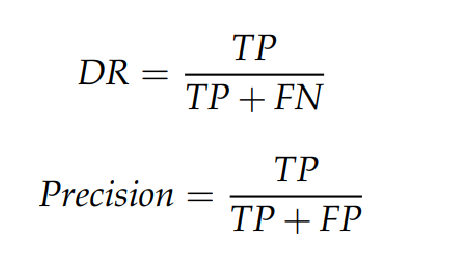 DR = TP / TP + FN
Precision = TP / TP + FP